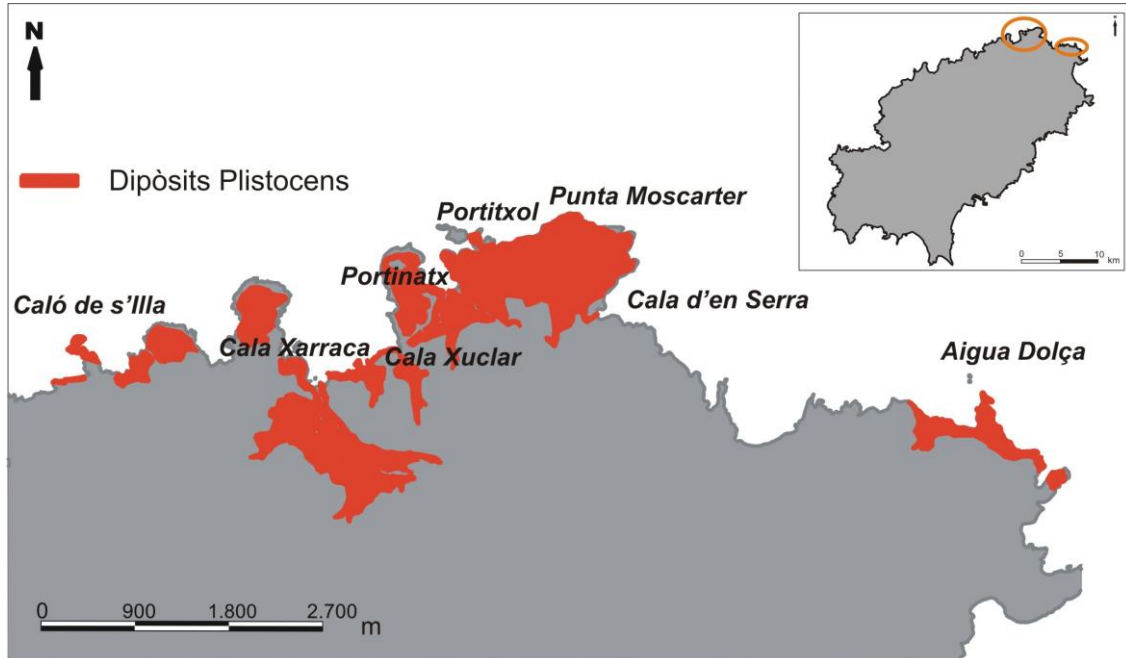 N
Dipòsits Plistocens
Portitxol
Punta Moscarter
Portinatx
Caló de s'Illa
Cala d'en Serra
Cala Xarraca
Cala Xuclar
Aigua Dolça
0 900 1.800 2.700
m
0 5 10
km